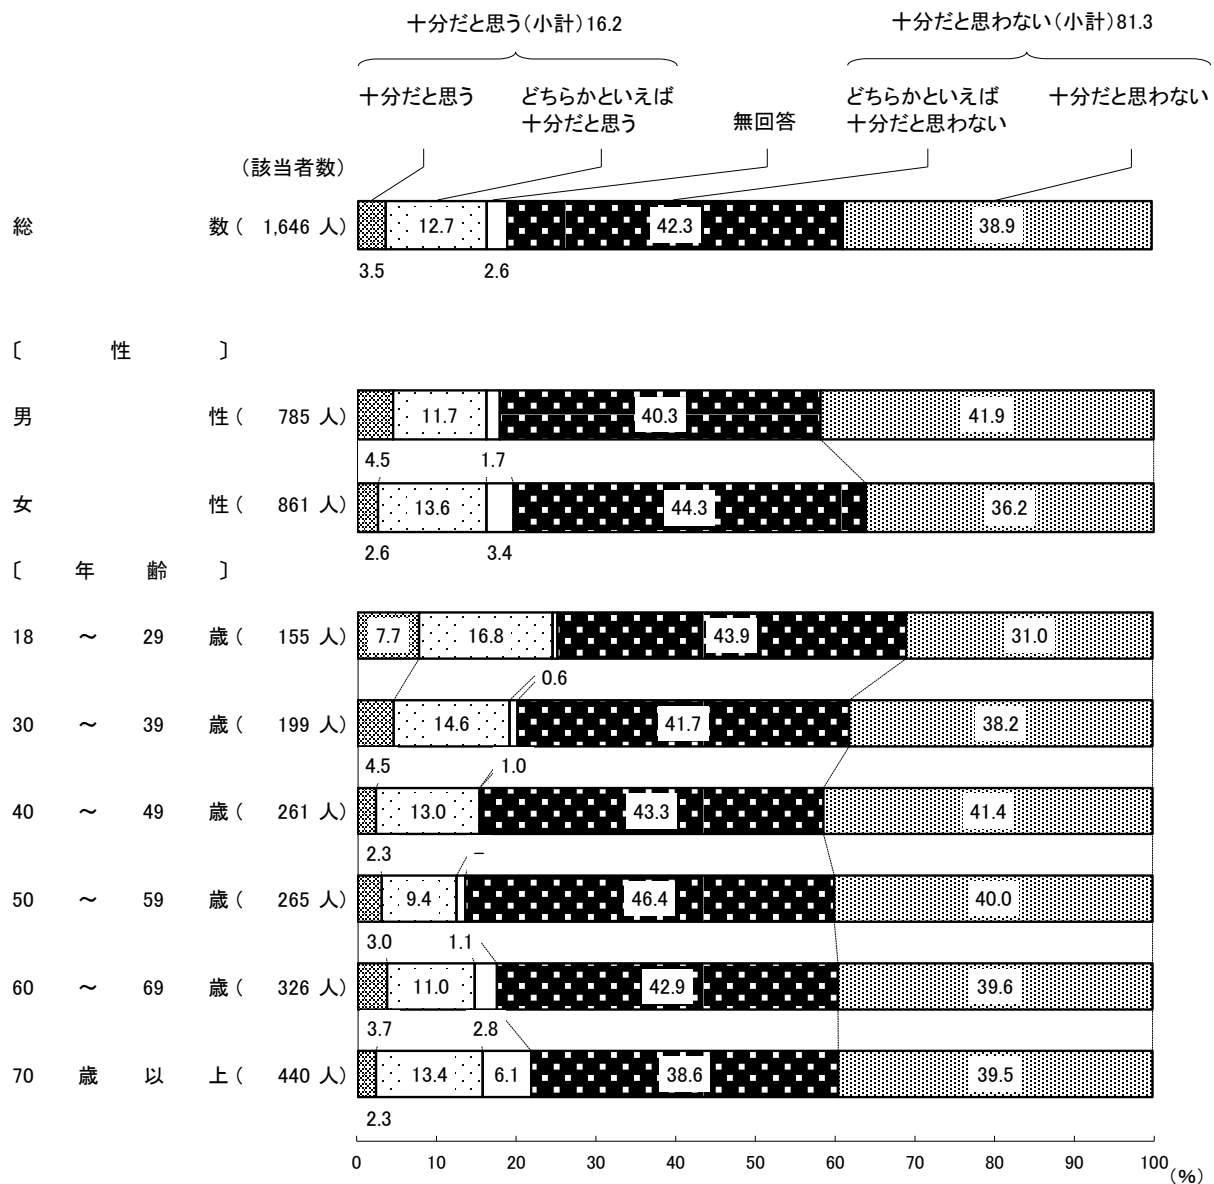 十分だと思う(小計)16.2 十分だと思わない(小計)81.3
十分だと思う どちらかといえば十分だと思う 無回答 どちらかといえば十分だと思わない 十分だと思わない
(該当者数)
総数( 1,646 人) 12.7 42.3 38.9
3.5 2.6
〔 性 〕
男性( 785 人) 11.7 40.3 41.9
4.5 1.7
女性( 861 人) 13.6 44.3 36.2
2.6 3.4
〔 年 齢 〕
18 ~ 29 歳( 155 人) 7.7 16.8 43.9 31.0
0.6
30 ~ 39 歳( 199 人) 14.6 41.7 38.2
4.5 1.0
40 ~ 49 歳( 261 人) 13.0 43.3 41.4
2.3 -
50 ~ 59 歳( 265 人) 9.4 46.4 40.0
3.0 1.1
60 ~ 69 歳( 326 人) 11.0 42.9 39.6
3.7 2.8
70 歳 以 上( 440 人) 13.4 6.1 38.6 39.5
2.3
0 10 20 30 40 50 60 70 80 90 100
(%)